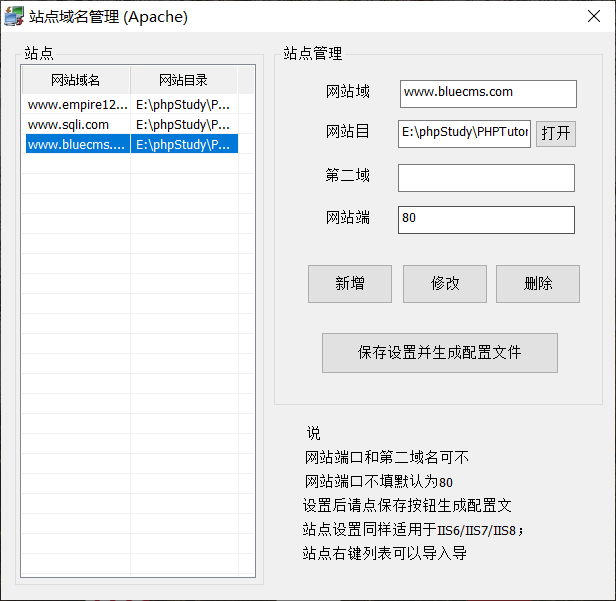 站点域名管理 (Apache)
站点
网站域名 网站目录
www.empire12... E:\phpStudy\P...
www.sqli.com E:\phpStudy\P...
www.bluecms.... E:\phpStudy\P...
站点管理
网站域 www.bluecms.com
网站目 E:\phpStudy\PHPTutor 打开
第二域
网站端 80
新增 修改 删除
保存设置并生成配置文件
说
网站端口和第二域名可不
网站端口不填默认为80
设置后请点保存按钮生成配置文
站点设置同样适用于IIS6/IIS7/IIS8；
站点右键列表可以导入导